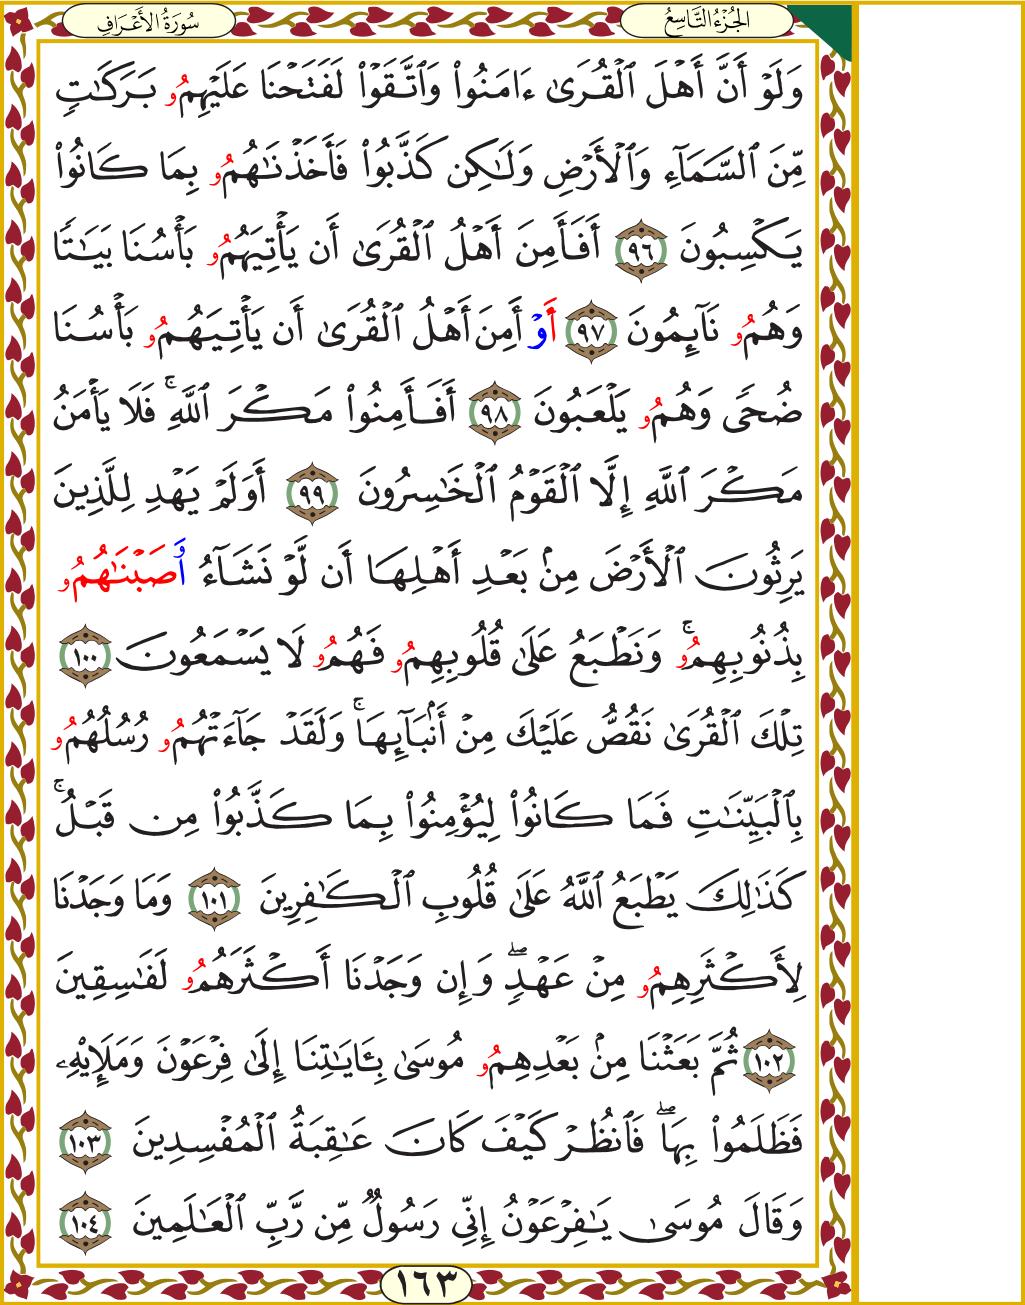 سُورَةُ الأَعْرَافِ
الجُزْءُ التَّاسِعُ
وَلَوْ أَنَّ أَهْلَ ٱلْقُرَىٰ ءَامَنُوا۟ وَٱتَّقَوْا۟ لَفَتَحْنَا عَلَيْهِمُۥ بَرَكَٰتٍ
مِّنَ ٱلسَّمَآءِ وَٱلْأَرْضِ وَلَٰكِن كَذَّبُوا۟ فَأَخَذْنَٰهُمُۥ بِمَا كَانُوا۟
يَكْسِبُونَ ٩٦ أَفَأَمِنَ أَهْلُ ٱلْقُرَىٰٓ أَن يَأْتِيَهُمُۥ بَأْسُنَا بَيَٰتًا
وَهُمُۥ نَآئِمُونَ ٩٧ أَوْ أَمِنَ أَهْلُ ٱلْقُرَىٰٓ أَن يَأْتِيَهُمُۥ بَأْسُنَا
ضُحًى وَهُمُۥ يَلْعَبُونَ ٩٨ أَفَأَمِنُوا۟ مَكْرَ ٱللَّهِ ۚ فَلَا يَأْمَنُ
مَكْرَ ٱللَّهِ إِلَّا ٱلْقَوْمُ ٱلْخَٰسِرُونَ ٩٩ أَوَلَمْ يَهْدِ لِلَّذِينَ
يَرِثُونَ ٱلْأَرْضَ مِنۢ بَعْدِ أَهْلِهَا أَن لَّوْ نَشَآءُ أَصَبْنَٰهُمُۥ
بِذُنُوبِهِمُۥ ۚ وَنَطْبَعُ عَلَىٰ قُلُوبِهِمُۥ فَهُمُۥ لَا يَسْمَعُونَ ١٠٠
تِلْكَ ٱلْقُرَىٰ نَقُصُّ عَلَيْكَ مِنْ أَنۢبَآئِهَا ۚ وَلَقَدْ جَآءَتْهُمُۥ رُسُلُهُمُۥ
بِٱلْبَيِّنَٰتِ فَمَا كَانُوا۟ لِيُؤْمِنُوا۟ بِمَا كَذَّبُوا۟ مِن قَبْلُ ۚ
كَذَٰلِكَ يَطْبَعُ ٱللَّهُ عَلَىٰ قُلُوبِ ٱلْكَٰفِرِينَ ١٠١ وَمَا وَجَدْنَا
لِأَكْثَرِهِمُۥ مِنْ عَهْدٍ ۖ وَإِن وَجَدْنَا أَكْثَرَهُمُۥ لَفَٰسِقِينَ
١٠٢ ثُمَّ بَعَثْنَا مِنۢ بَعْدِهِمُۥ مُوسَىٰ بِـَٔايَٰتِنَا إِلَىٰ فِرْعَوْنَ وَمَلَإِي۟هِۦ
فَظَلَمُوا۟ بِهَا ۖ فَٱنظُرْ كَيْفَ كَانَ عَٰقِبَةُ ٱلْمُفْسِدِينَ ١٠٣
وَقَالَ مُوسَىٰ يَٰفِرْعَوْنُ إِنِّي رَسُولٌ مِّن رَّبِّ ٱلْعَٰلَمِينَ ١٠٤
١٦٣